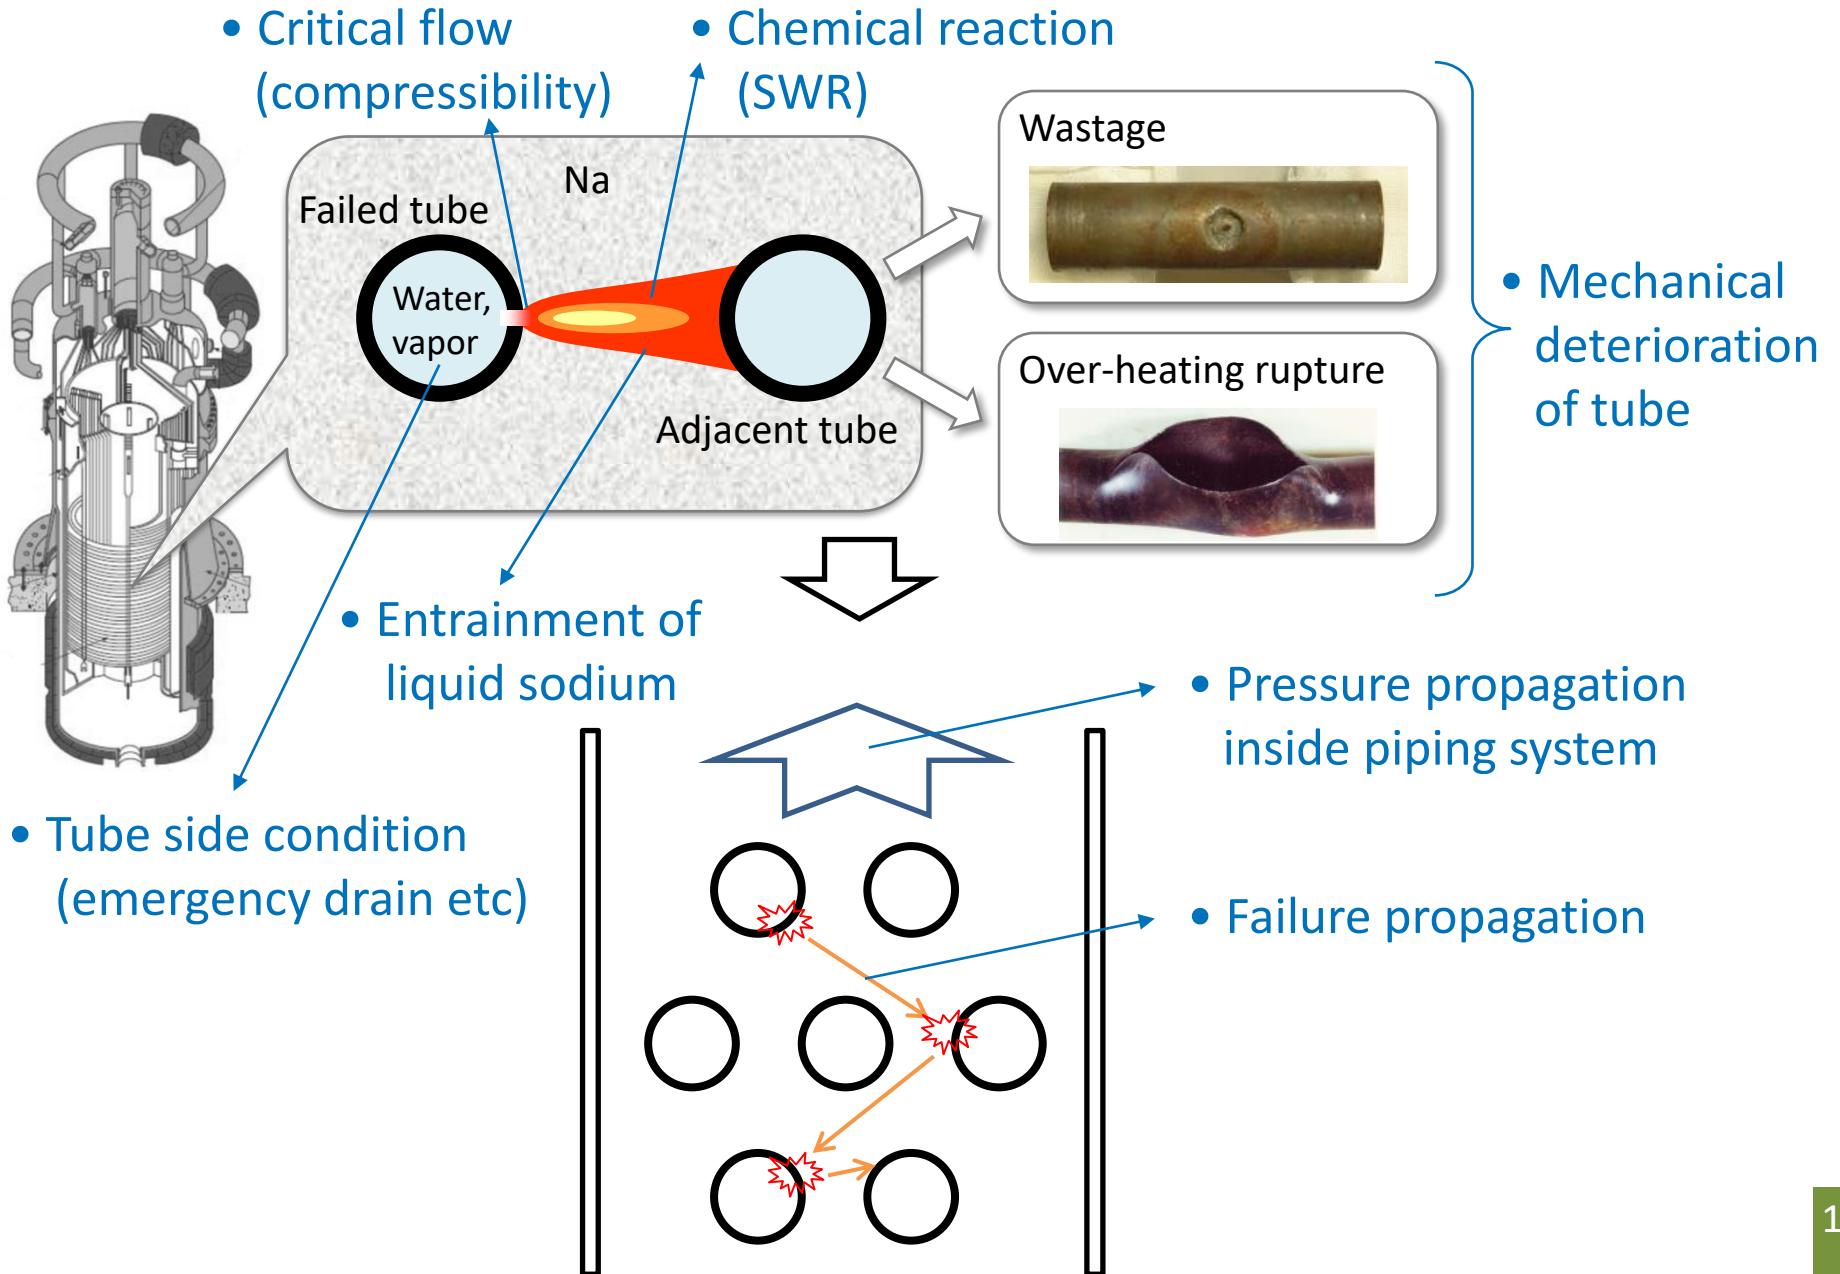 • Critical flow
(compressibility)
• Chemical reaction
(SWR)
Na
Failed tube
Water,
vapor
Adjacent tube
Wastage
Over-heating rupture
• Mechanical
deterioration
of tube
• Entrainment of
liquid sodium
• Tube side condition
(emergency drain etc)
• Pressure propagation
inside piping system
• Failure propagation
1